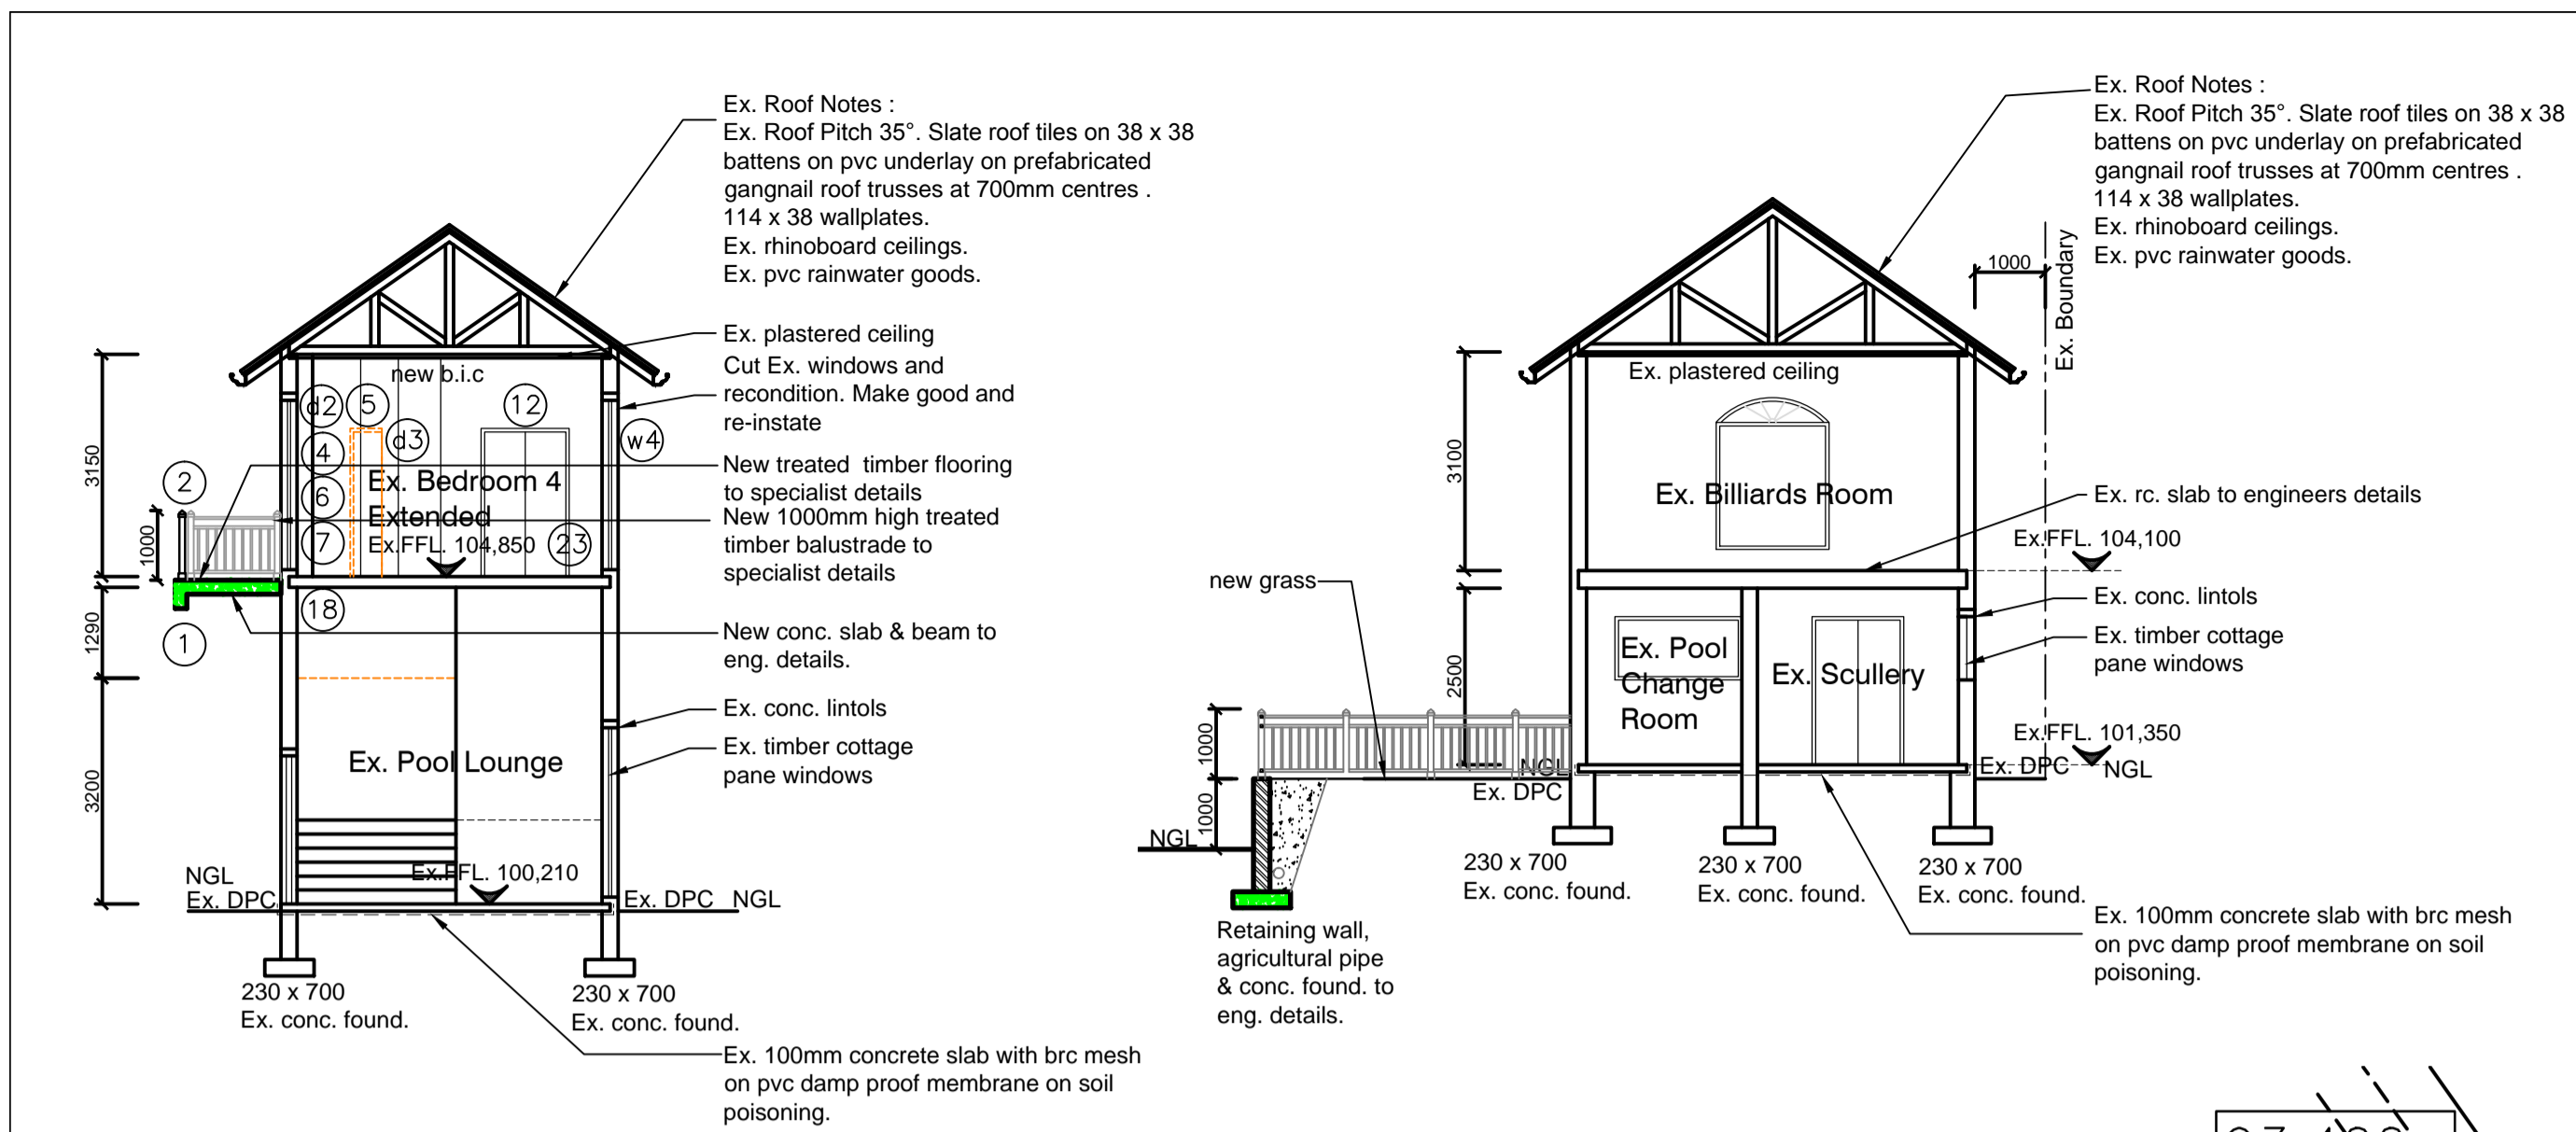 Ex. Roof Notes :
Ex. Roof Pitch 35°. Slate roof tiles on 38 x 38
battens on pvc underlay on prefabricated
gangnail roof trusses at 700mm centres .
114 x 38 wallplates.
Ex. rhinoboard ceilings.
Ex. pvc rainwater goods.
Ex. plastered ceiling
Cut Ex. windows and
recondition. Make good and
re-instate
New treated timber flooring
to specialist details
New 1000mm high treated
timber balustrade to
specialist details
New conc. slab & beam to
eng. details.
Ex. conc. lintols
Ex. timber cottage
pane windows
new b.i.c
d2
5
12
d3
w4
4
6
7
23
2
1
18
Ex. Bedroom 4
Extended
Ex.FFL. 104,850
3150
1000
1290
3200
Ex. Pool Lounge
Ex.FFL. 100,210
NGL
Ex. DPC
Ex. DPC NGL
230 x 700
Ex. conc. found.
230 x 700
Ex. conc. found.
Ex. 100mm concrete slab with brc mesh
on pvc damp proof membrane on soil
poisoning.
Ex. Roof Notes :
Ex. Roof Pitch 35°. Slate roof tiles on 38 x 38
battens on pvc underlay on prefabricated
gangnail roof trusses at 700mm centres .
114 x 38 wallplates.
Ex. rhinoboard ceilings.
Ex. pvc rainwater goods.
1000
Ex. Boundary
Ex. plastered ceiling
3100
Ex. Billiards Room
Ex. rc. slab to engineers details
Ex.FFL. 104,100
new grass
Ex. conc. lintols
Ex. timber cottage
pane windows
2500
Ex. Pool
Change
Room
Ex. Scullery
Ex.FFL. 101,350
1000
1000
NGL
NGL
Ex. DPC
Ex. DPC
NGL
230 x 700
Ex. conc. found.
230 x 700
Ex. conc. found.
230 x 700
Ex. conc. found.
Retaining wall,
agricultural pipe
& conc. found. to
eng. details.
Ex. 100mm concrete slab with brc mesh
on pvc damp proof membrane on soil
poisoning.